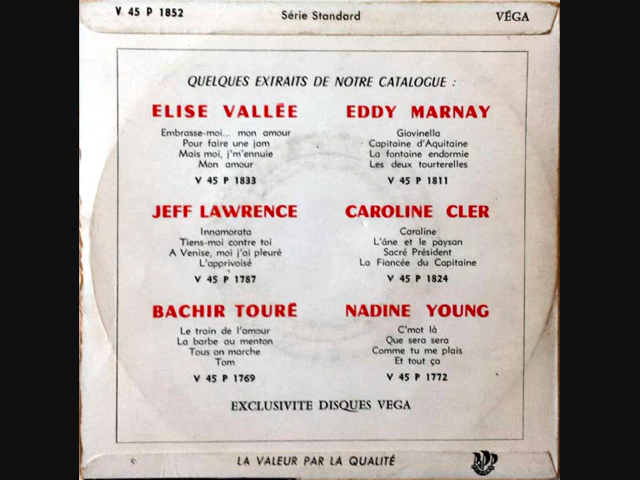 V 45 P 1852 Série Standard VÉGA
QUELQUES EXTRAITS DE NOTRE CATALOGUE :
ELISE VALLÉE
Embrasse-moi... mon amour
Pour faire une jam
Mais moi, j'm'ennuie
Mon amour
V 45 P 1833
EDDY MARNAY
Giovinella
Capitaine d'Aquitaine
La fontaine endormie
Les deux tourterelles
V 45 P 1811
JEFF LAWRENCE
Innamorata
Tiens-moi contre toi
A Venise, moi j'ai pleuré
L'apprivoisé
V 45 P 1787
CAROLINE CLER
Caroline
L'âne et le paysan
Sacré Président
La Fiancée du Capitaine
V 45 P 1824
BACHIR TOURÉ
Le train de l'amour
La barbe au menton
Tous on marche
Tom
V 45 P 1769
NADINE YOUNG
C'mot là
Que sera sera
Comme tu me plais
Et tout ça
V 45 P 1772
EXCLUSIVITE DISQUES VEGA
LA VALEUR PAR LA QUALITÉ